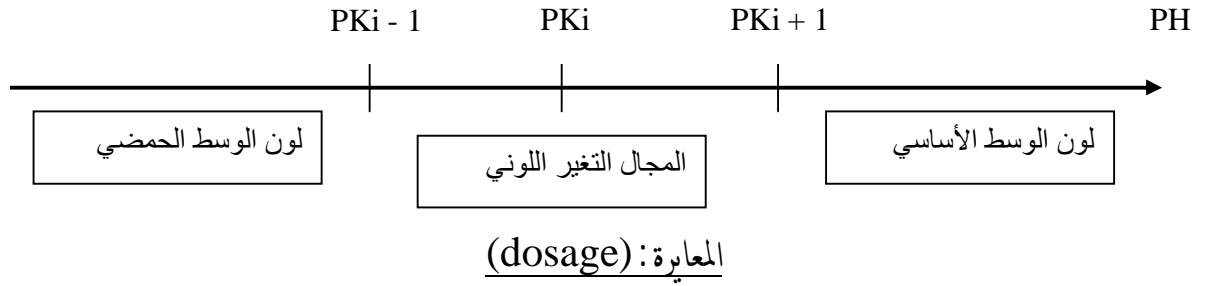 PKi - 1 PKi PKi + 1 PH
لون الوسط الحمضي
المجال التغير اللوني
لون الوسط الأساسي
المعايرة: (dosage)